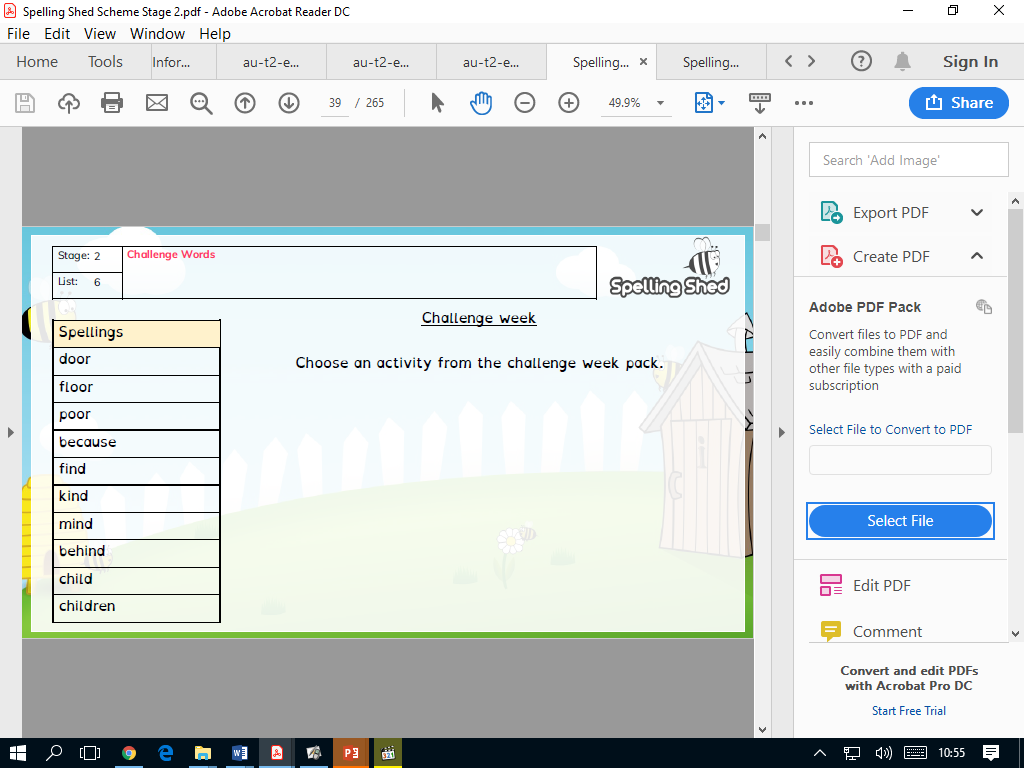 Spelling Shed Scheme Stage 2.pdf - Adobe Acrobat Reader DC
File Edit View Window Help
Home Tools Infor... au-t2-e... au-t2-e... au-t2-e... Spelling... × Spelling... Sign In
39 / 265 49.9% Share
Search 'Add Image'
Export PDF
Create PDF
Adobe PDF Pack
Convert files to PDF and
easily combine them with
other file types with a paid
subscription
Select File to Convert to PDF
Select File
Edit PDF
Comment
Convert and edit PDFs
with Acrobat Pro DC
Start Free Trial
Stage: 2
Challenge Words
List: 6
Spelling Shed
Challenge week
Choose an activity from the challenge week pack.
Spellings
door
floor
poor
because
find
kind
mind
behind
child
children
10:55